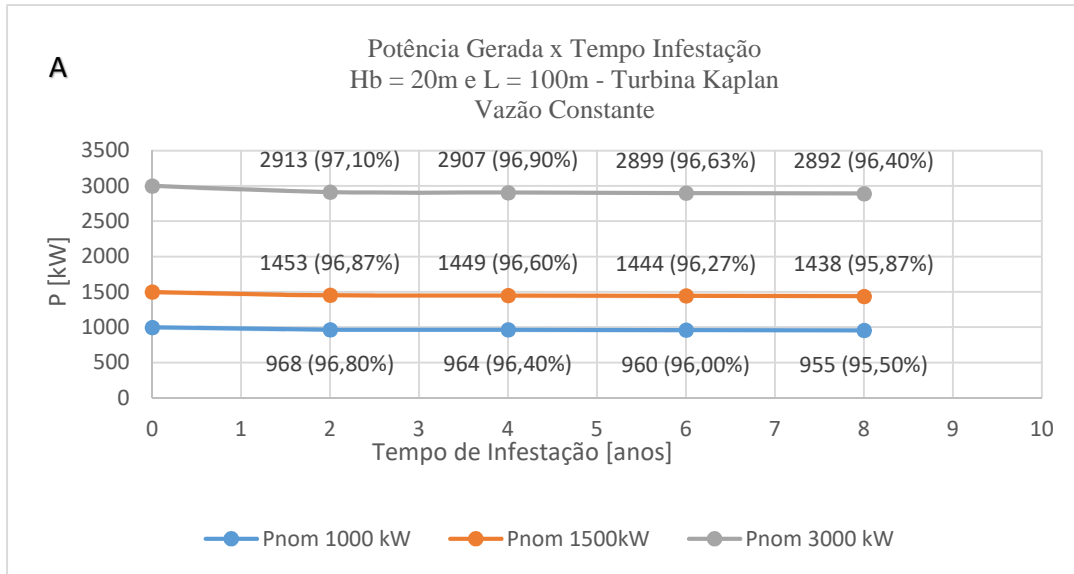 A
Potência Gerada x Tempo Infestação
Hb = 20m e L = 100m - Turbina Kaplan
Vazão Constante
P [kW]
3500
3000
2500
2000
1500
1000
500
0
2913 (97,10%) 2907 (96,90%) 2899 (96,63%) 2892 (96,40%)
1453 (96,87%) 1449 (96,60%) 1444 (96,27%) 1438 (95,87%)
968 (96,80%) 964 (96,40%) 960 (96,00%) 955 (95,50%)
0 1 2 3 4 5 6 7 8 9 10
Tempo de Infestação [anos]
Pnom 1000 kW Pnom 1500kW Pnom 3000 kW